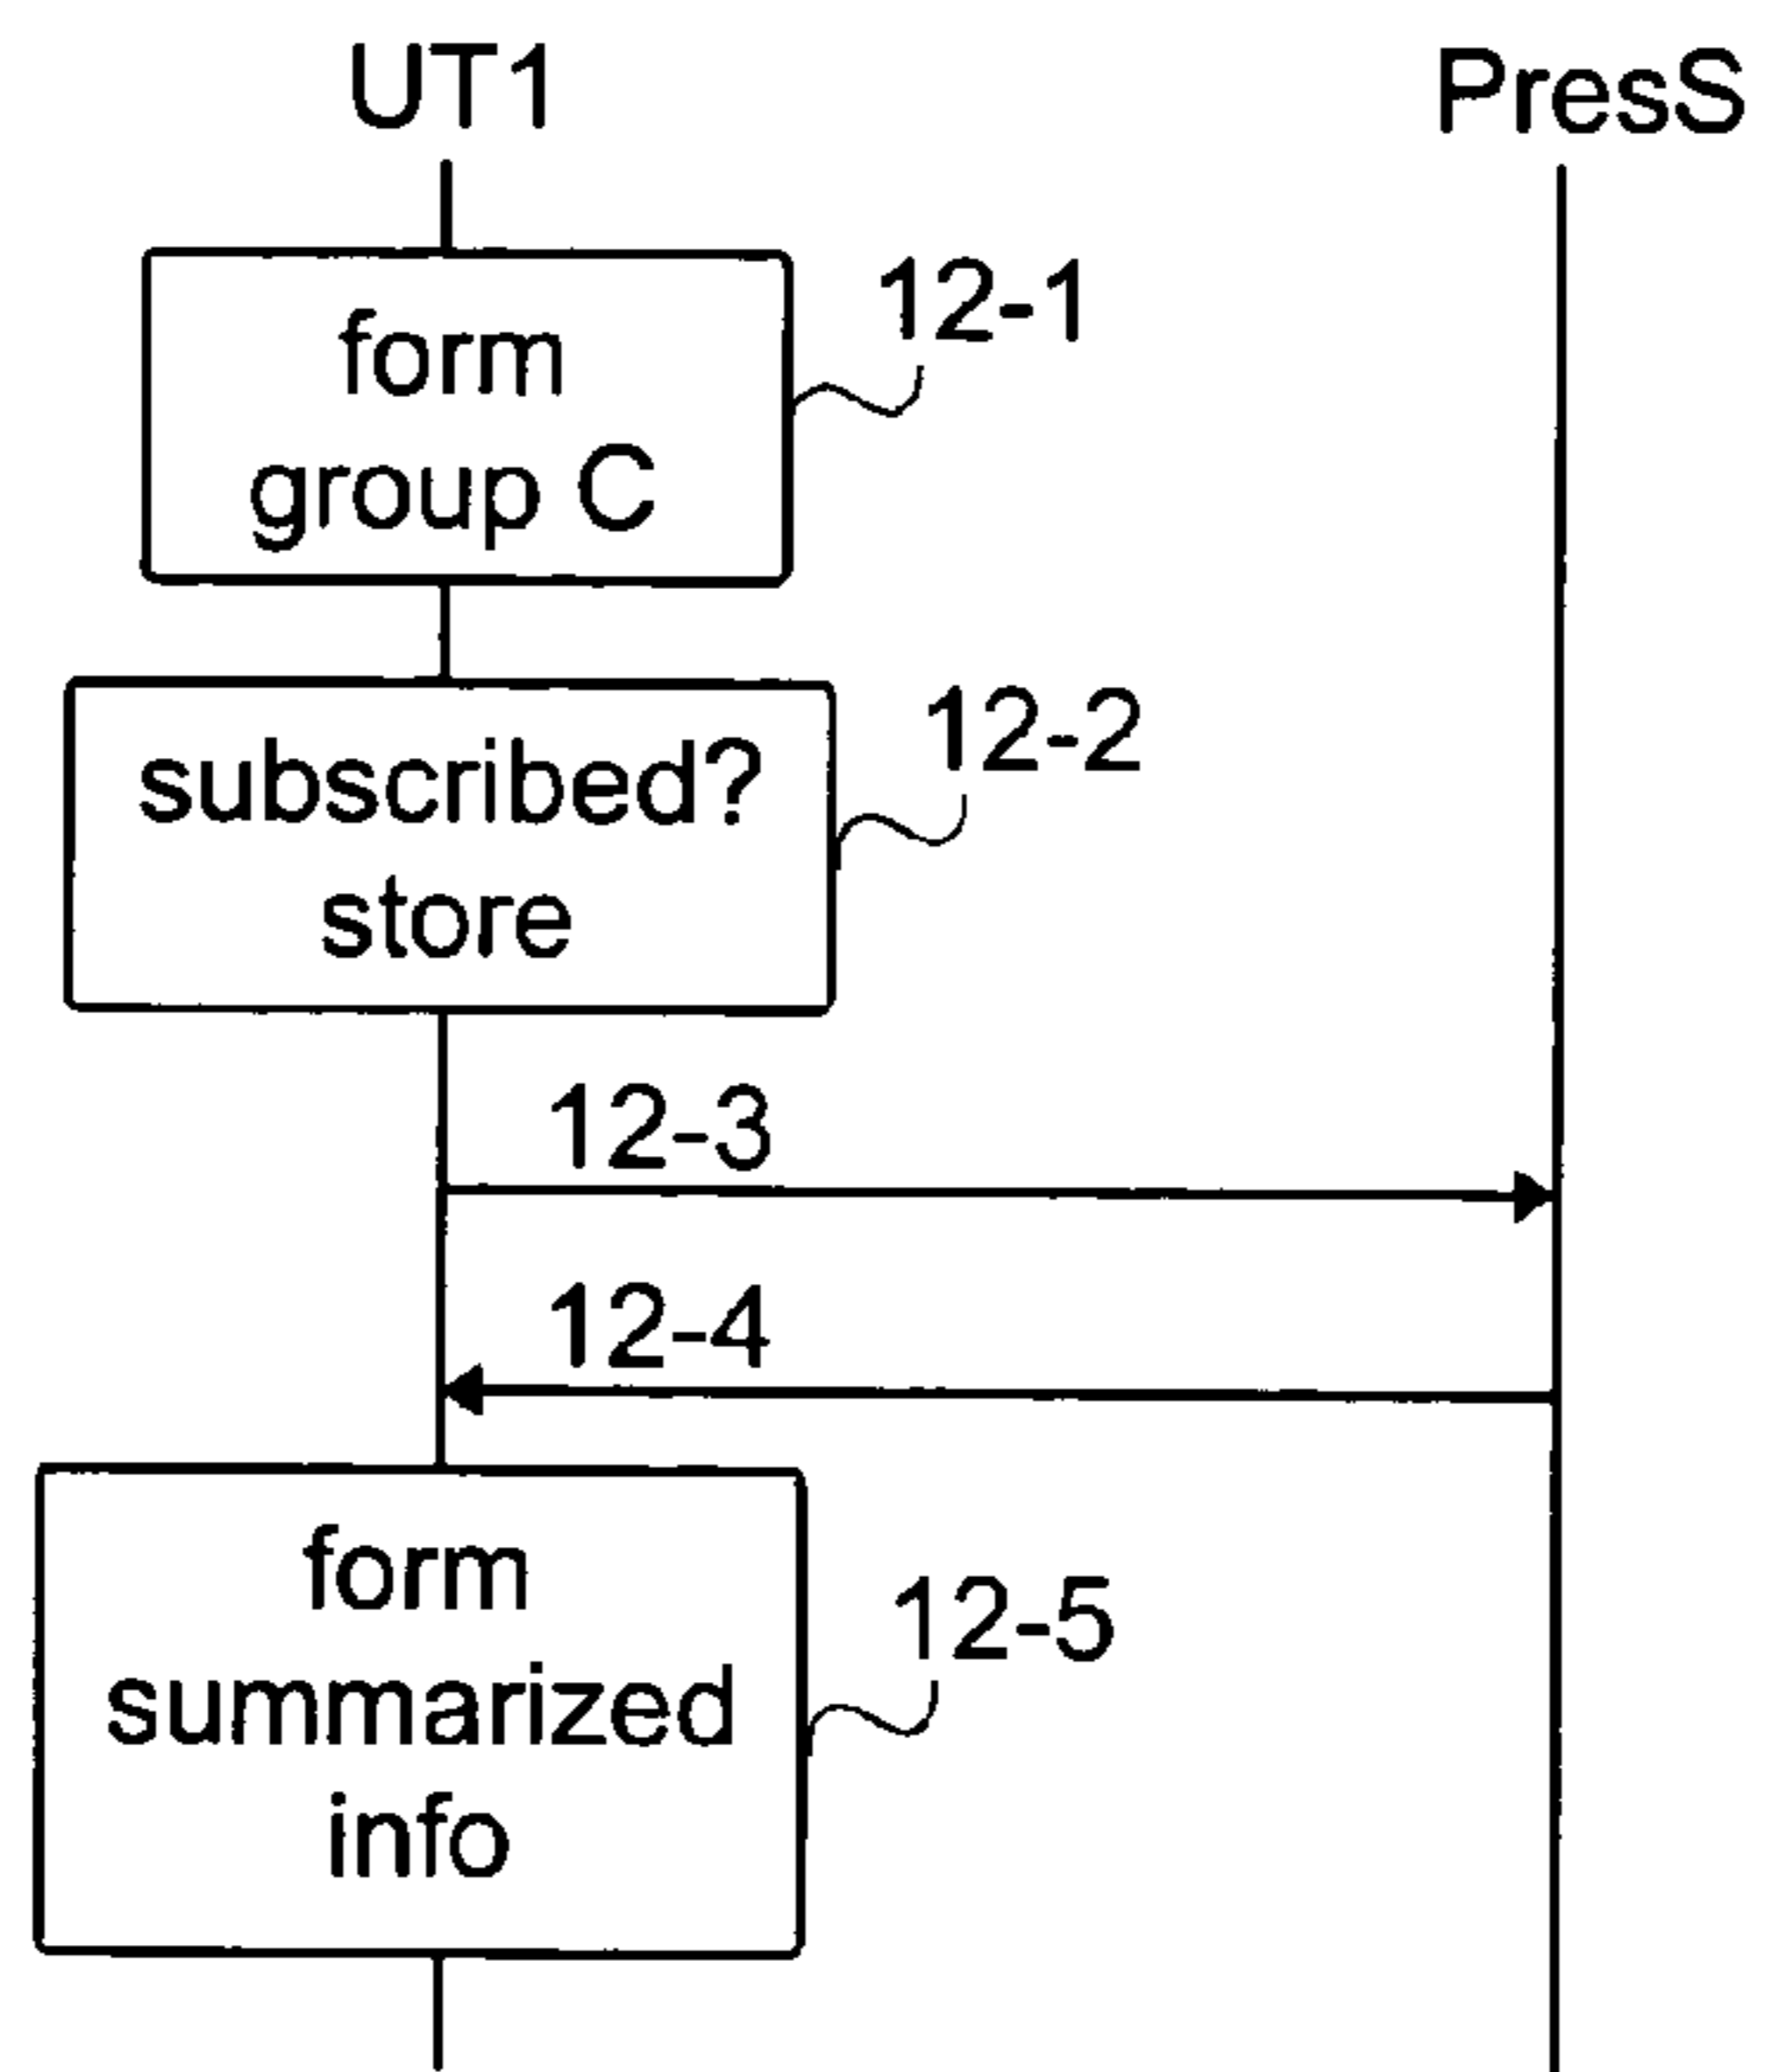 UT1
PresS
form
group C
12-1
subscribed?
store
12-2
12-3
12-4
form
summarized
info
12-5